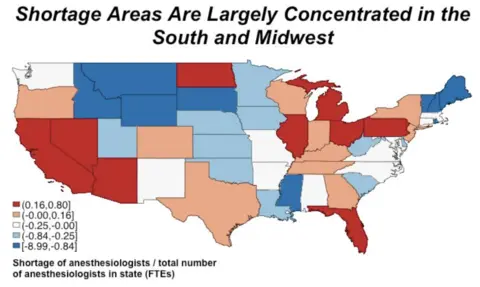 Shortage Areas Are Largely Concentrated in the
South and Midwest
(0.16,0.80]
(-0.00,0.16]
(-0.25,-0.00]
(-0.84,-0.25]
[-8.99,-0.84]
Shortage of anesthesiologists / total number
of anesthesiologists in state (FTEs)